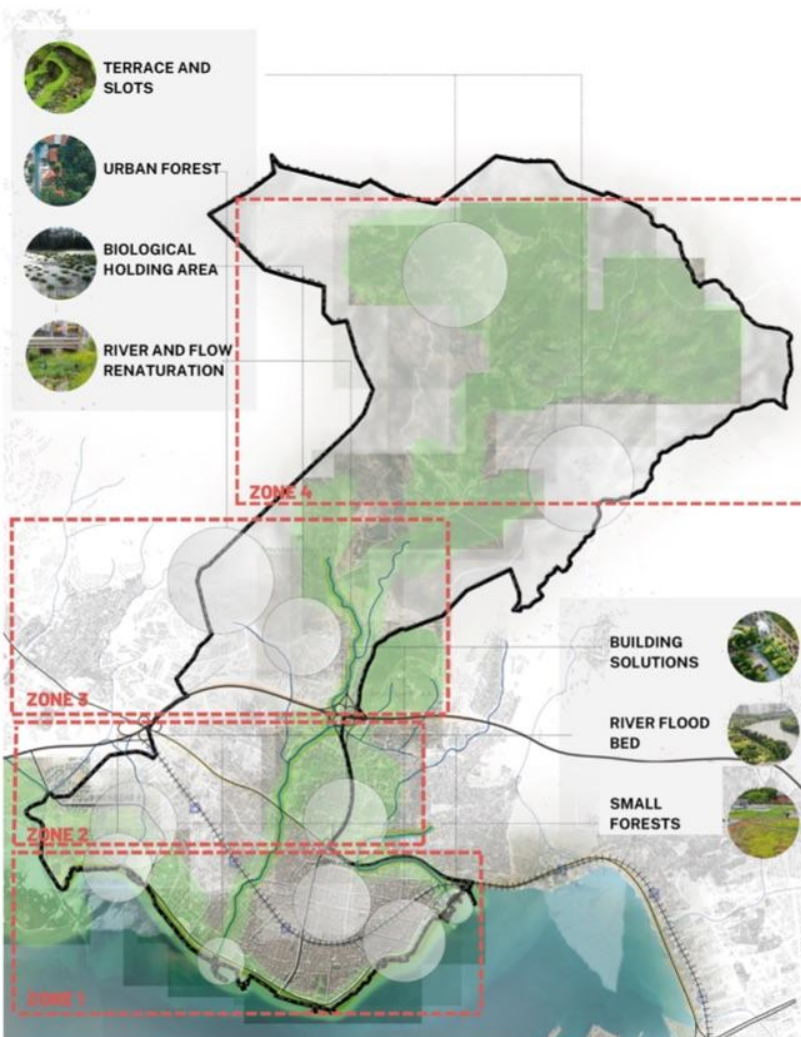 TERRACE AND
SLOTS
URBAN FOREST
BIOLOGICAL
HOLDING AREA
RIVER AND FLOW
RENATURATION
ZONE 4
ZONE 3
BUILDING
SOLUTIONS
RIVER FLOOD
BED
SMALL
FORESTS
ZONE 2
ZONE 1